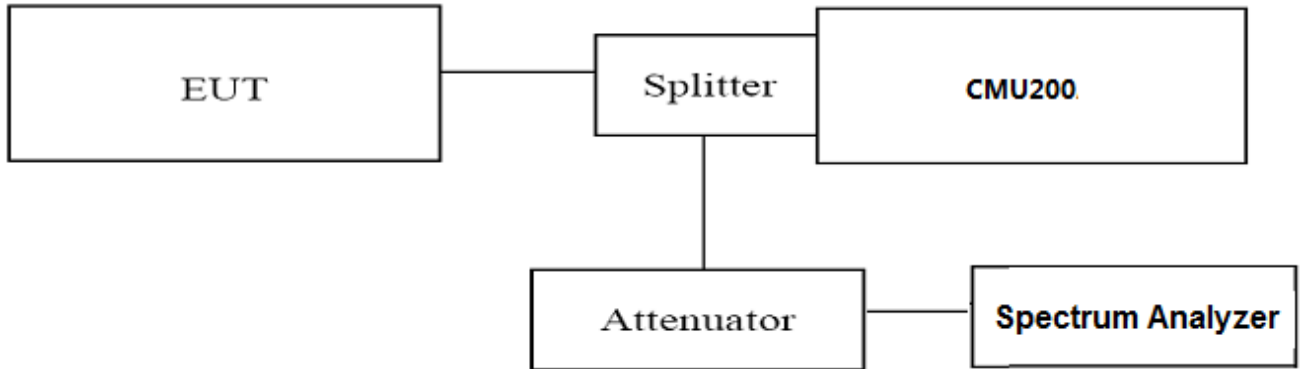 EUT
Splitter
CMU200
Attenuator
Spectrum Analyzer